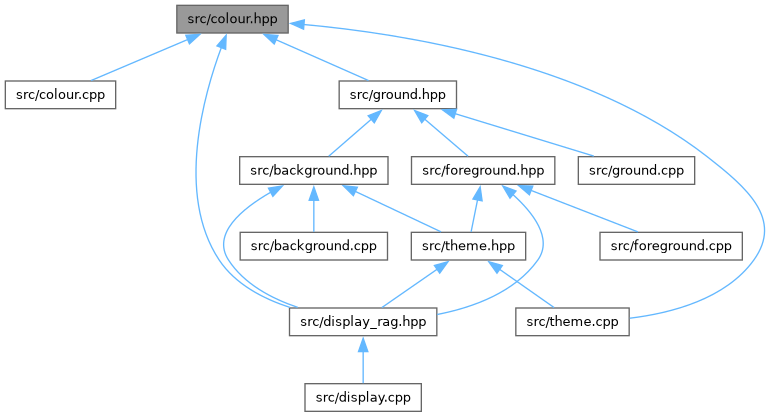 src/colour.hpp
src/colour.cpp
src/ground.hpp
src/background.hpp
src/foreground.hpp
src/ground.cpp
src/background.cpp
src/theme.hpp
src/foreground.cpp
src/display_rag.hpp
src/theme.cpp
src/display.cpp